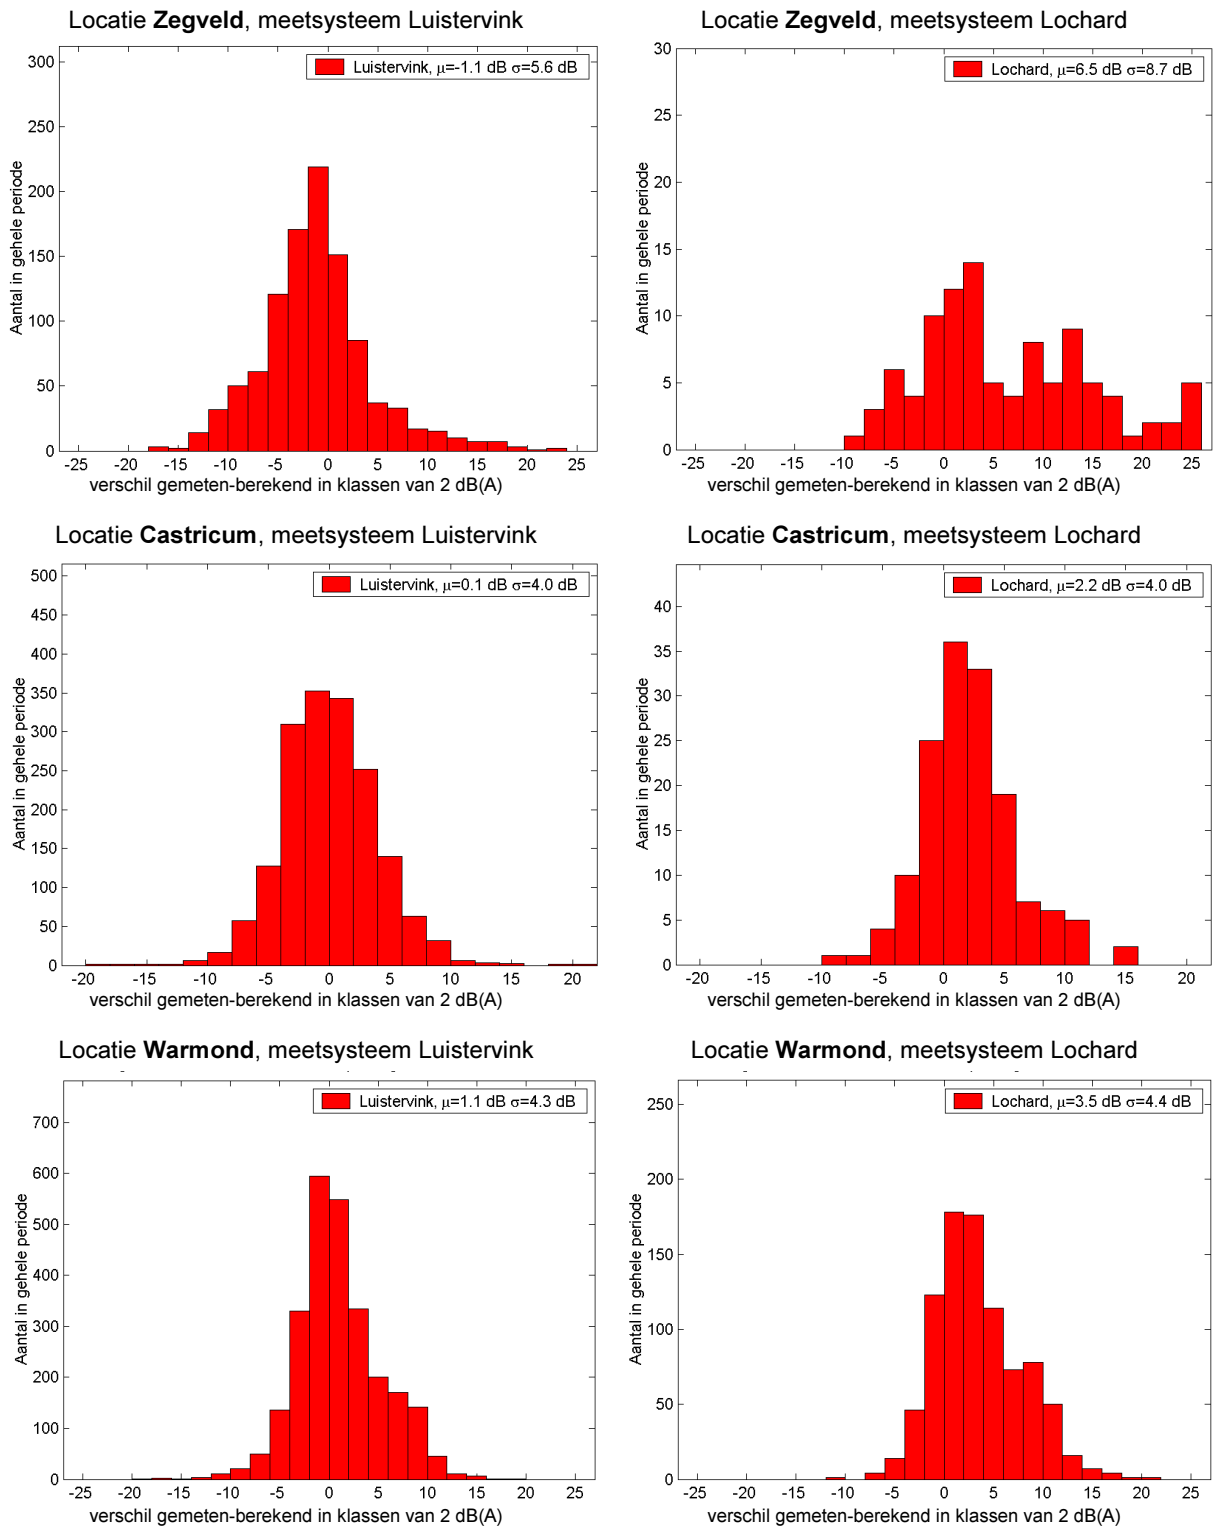 Locatie Zegveld, meetsysteem Luistervink
Luistervink, μ=-1.1 dB σ=5.6 dB
Aantal in gehele periode
300
250
200
150
100
50
0
-25 -20 -15 -10 -5 0 5 10 15 20 25
verschil gemeten-berekend in klassen van 2 dB(A)
Locatie Zegveld, meetsysteem Lochard
Lochard, μ=6.5 dB σ=8.7 dB
Aantal in gehele periode
30
25
20
15
10
5
0
-25 -20 -15 -10 -5 0 5 10 15 20 25
verschil gemeten-berekend in klassen van 2 dB(A)
Locatie Castricum, meetsysteem Luistervink
Luistervink, μ=0.1 dB σ=4.0 dB
Aantal in gehele periode
500
450
400
350
300
250
200
150
100
50
0
-20 -15 -10 -5 0 5 10 15 20
verschil gemeten-berekend in klassen van 2 dB(A)
Locatie Castricum, meetsysteem Lochard
Lochard, μ=2.2 dB σ=4.0 dB
Aantal in gehele periode
40
35
30
25
20
15
10
5
0
-20 -15 -10 -5 0 5 10 15 20
verschil gemeten-berekend in klassen van 2 dB(A)
Locatie Warmond, meetsysteem Luistervink
Luistervink, μ=1.1 dB σ=4.3 dB
Aantal in gehele periode
700
600
500
400
300
200
100
0
-25 -20 -15 -10 -5 0 5 10 15 20 25
verschil gemeten-berekend in klassen van 2 dB(A)
Locatie Warmond, meetsysteem Lochard
Lochard, μ=3.5 dB σ=4.4 dB
Aantal in gehele periode
250
200
150
100
50
0
-25 -20 -15 -10 -5 0 5 10 15 20 25
verschil gemeten-berekend in klassen van 2 dB(A)